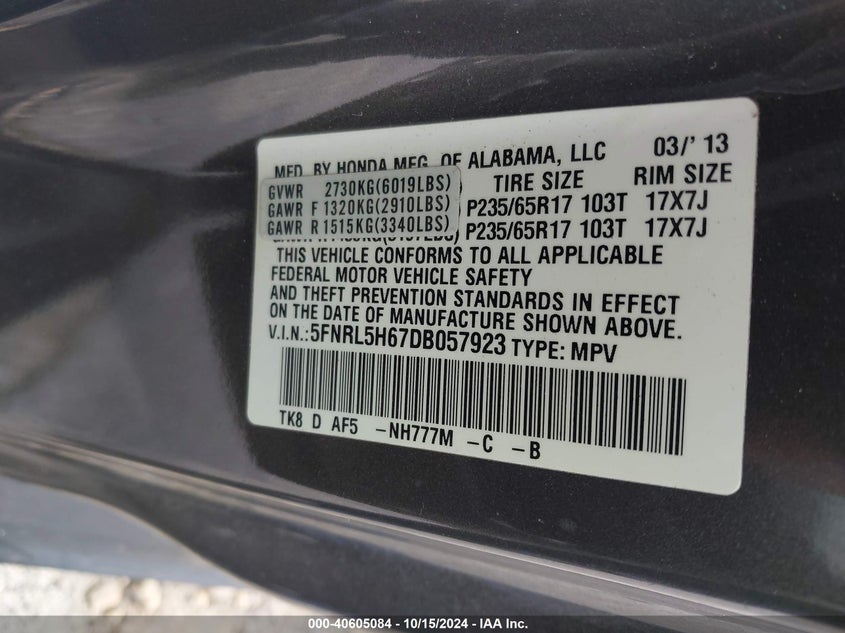 MFD. BY HONDA MFG. OF ALABAMA, LLC 03/' 13
GVWR 2730KG(6019LBS) TIRE SIZE RIM SIZE
GAWR F 1320KG(2910LBS) P235/65R17 103T 17X7J
GAWR R 1515KG(3340LBS) P235/65R17 103T 17X7J
THIS VEHICLE CONFORMS TO ALL APPLICABLE
FEDERAL MOTOR VEHICLE SAFETY
AND THEFT PREVENTION STANDARDS IN EFFECT
ON THE DATE OF MANUFACTURE SHOWN ABOVE.
V.I.N.:5FNRL5H67DB057923 TYPE: MPV
TK8 D AF5 -NH777M -C -B
000-40605084 - 10/15/2024 - IAA Inc.